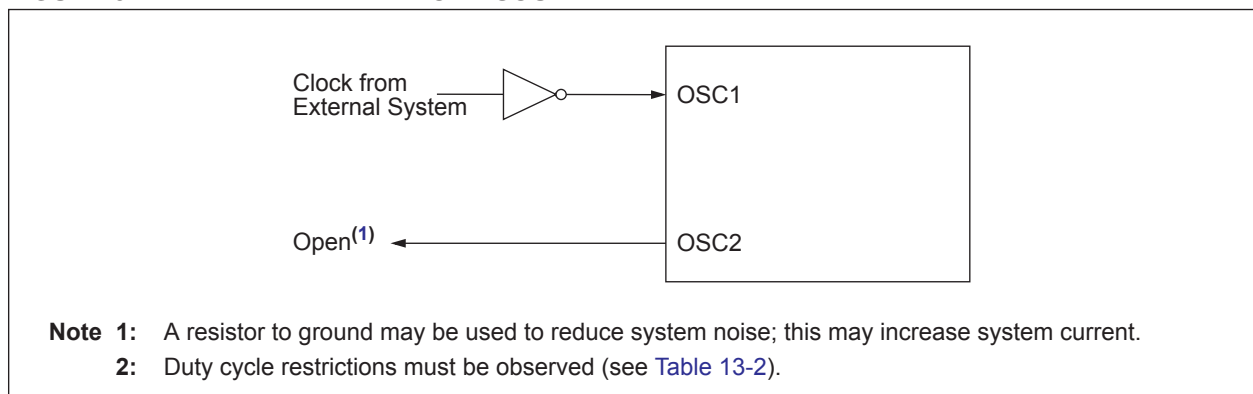 Clock from
External System
OSC1
Open(1)
OSC2
Note 1: A resistor to ground may be used to reduce system noise; this may increase system current.
2: Duty cycle restrictions must be observed (see Table 13-2).